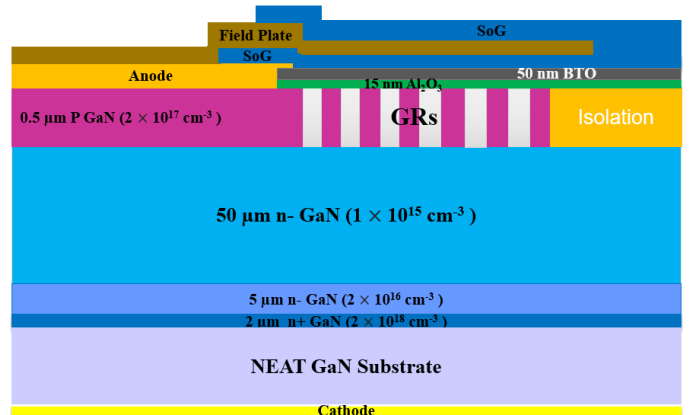 Field Plate
SoG
SoG
Anode
50 nm BTO
15 nm Al₂O₃
0.5 μm P GaN (2 × 10¹⁷ cm⁻³ )
GRs
Isolation
50 μm n- GaN (1 × 10¹⁵ cm⁻³ )
5 μm n- GaN (2 × 10¹⁶ cm⁻³ )
2 μm n+ GaN (2 × 10¹⁸ cm⁻³ )
NEAT GaN Substrate
Cathode